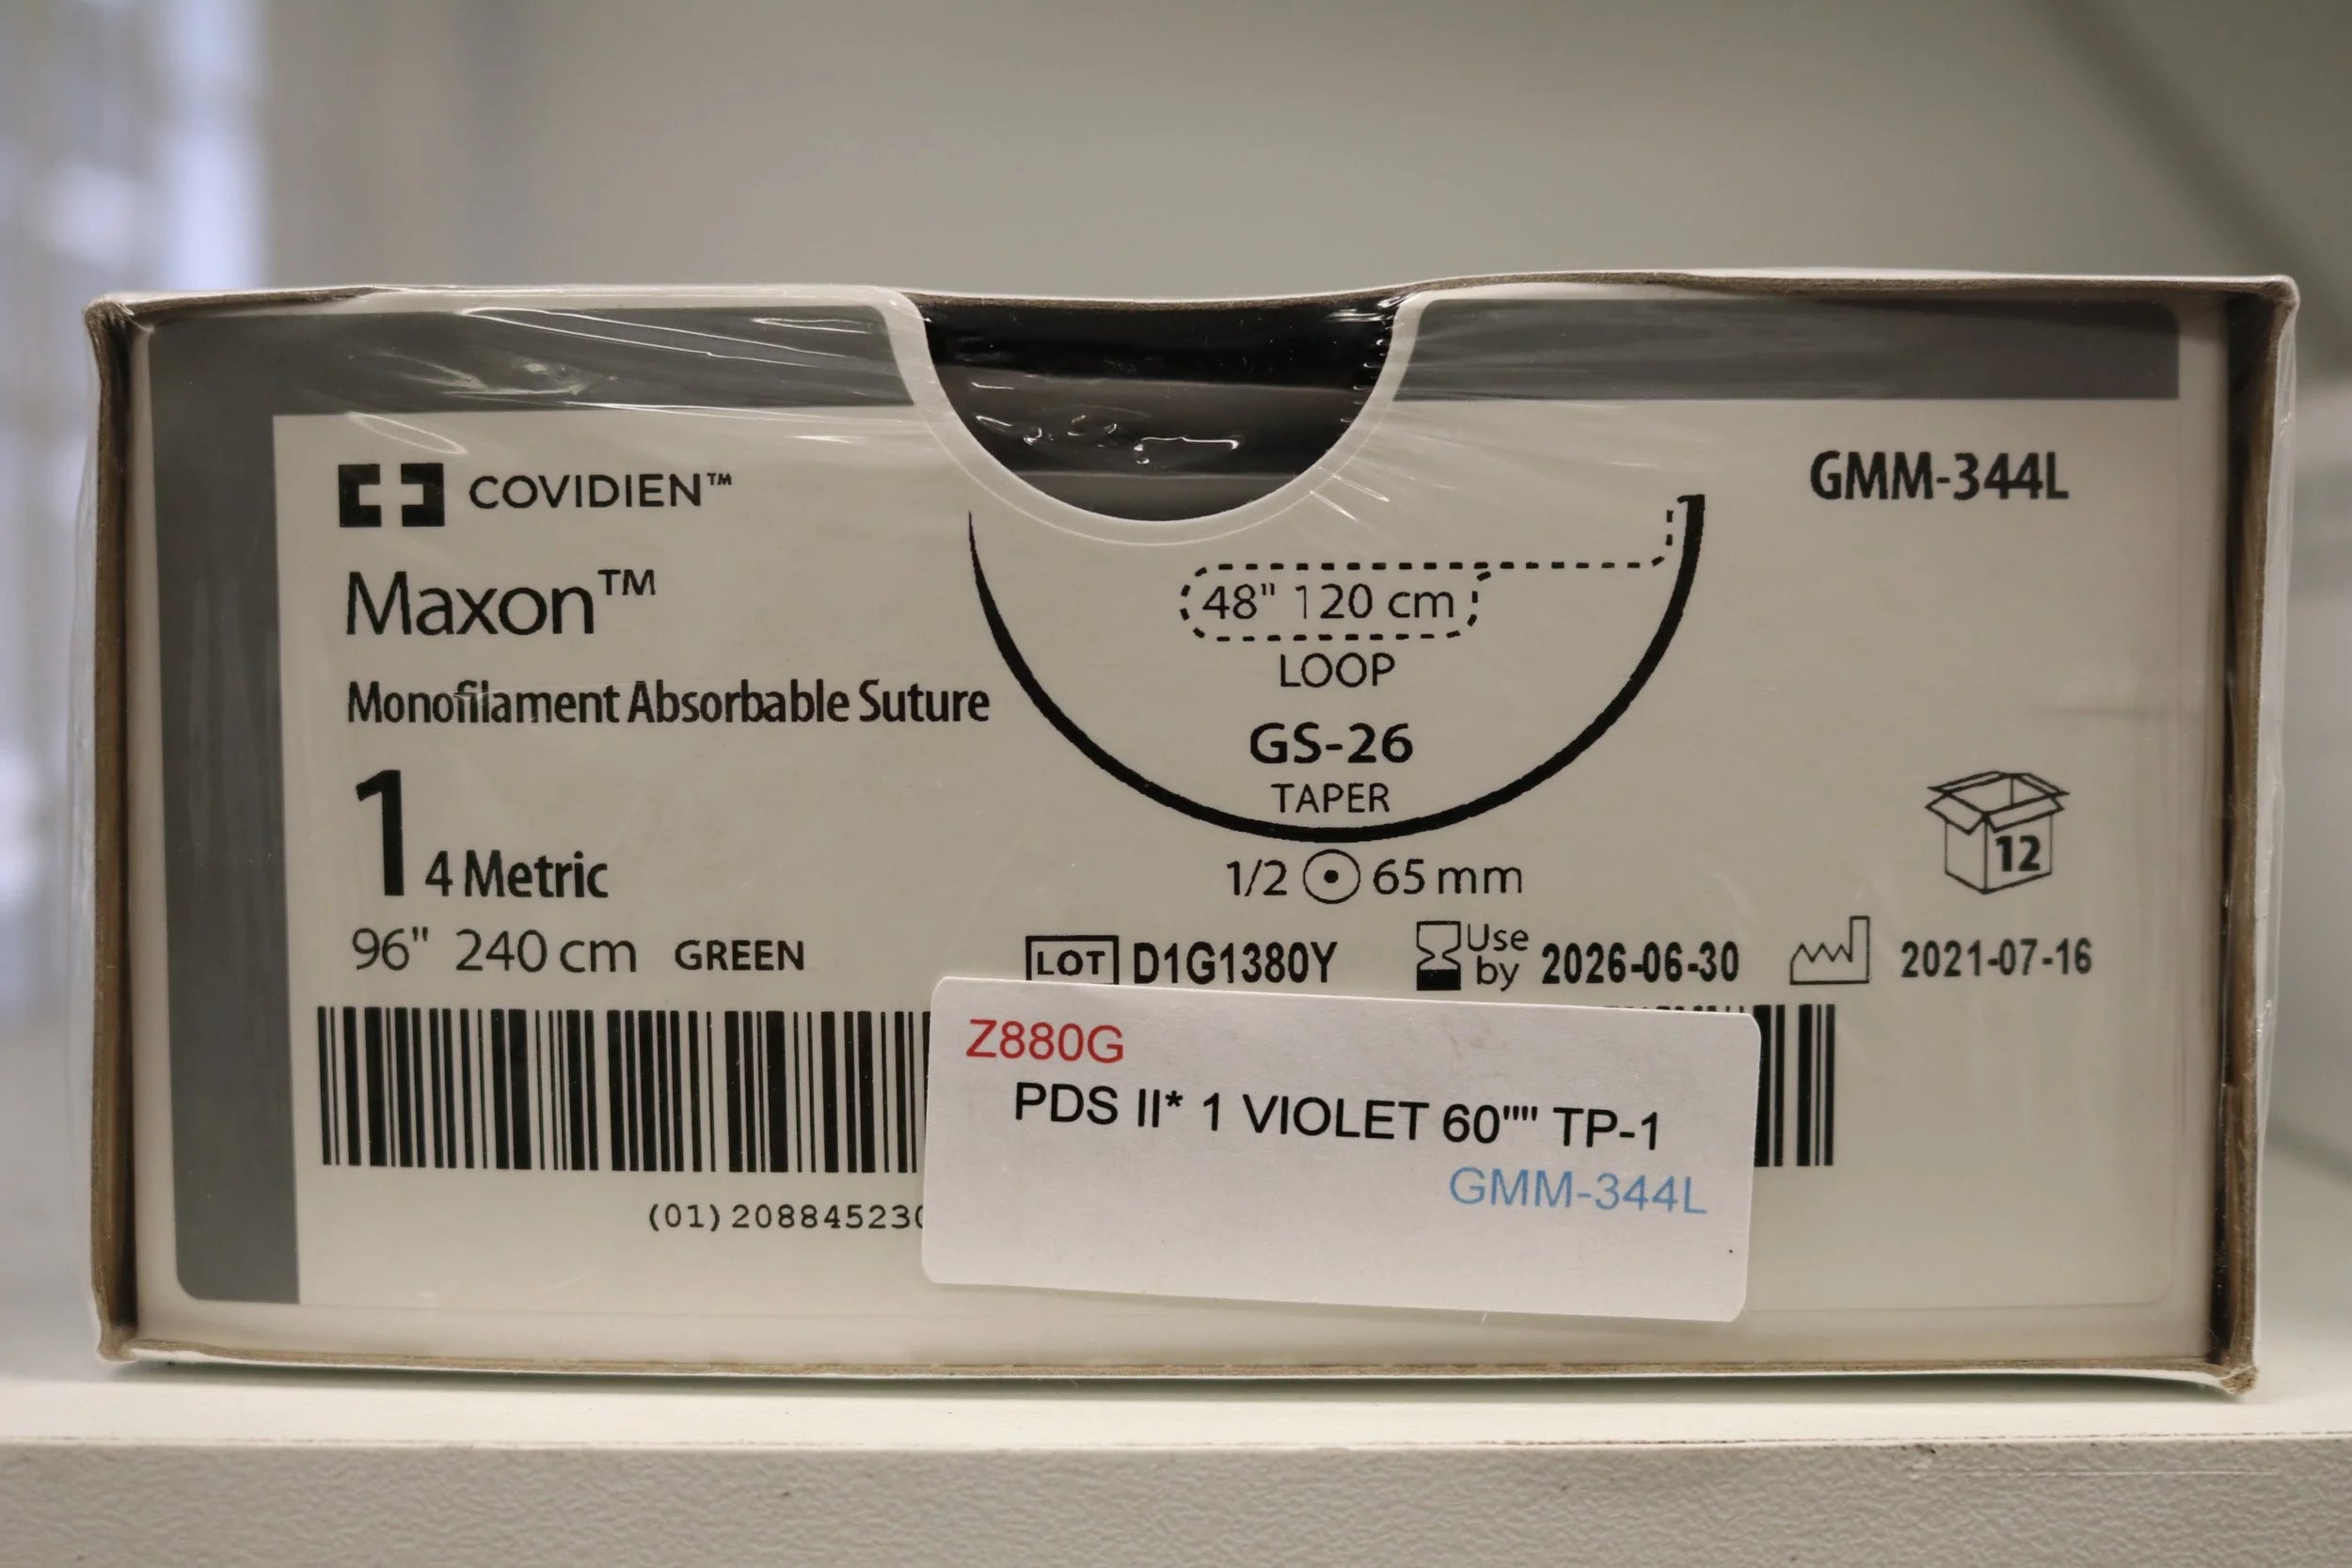 COVIDIEN™
GMM-344L
Maxon™
48" 120 cm
LOOP
Monofilament Absorbable Suture
GS-26
TAPER
1 4 Metric
1/2 65 mm
12
96" 240 cm GREEN
LOT D1G1380Y
Use by 2026-06-30
2021-07-16
Z880G
PDS II* 1 VIOLET 60"" TP-1
GMM-344L
(01)20884523